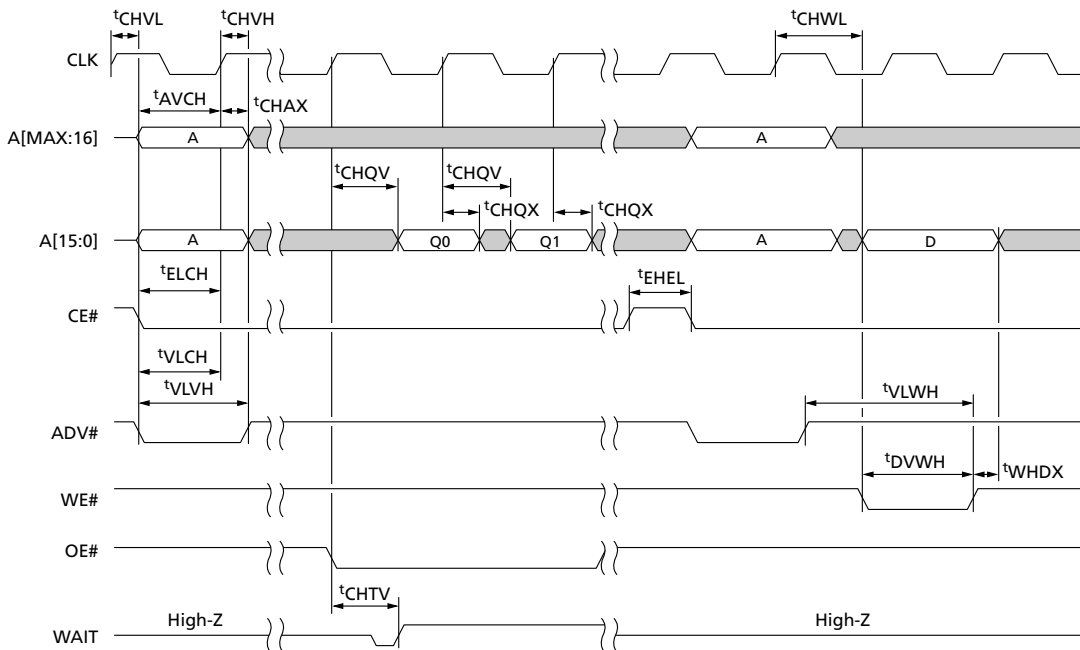 tCHVL tCHVH tCHWL
CLK
tAVCH tCHAX
A[MAX:16] A A
tCHQV tCHQV
tCHQX tCHQX
A[15:0] A Q0 Q1 A D
tELCH tEHEL
CE#
tVLCH
tVLVH tVLWH
ADV#
tDVWH tWHDX
WE#
OE#
tCHTV
High-Z High-Z
WAIT